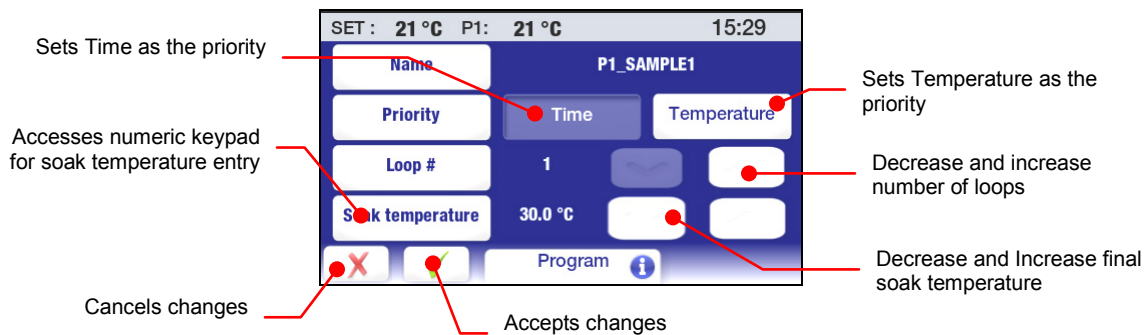 SET : 21 °C P1: 21 °C 15:29
Sets Time as the priority
Name P1_SAMPLE1
Sets Temperature as the
priority
Priority Time Temperature
Accesses numeric keypad
for soak temperature entry
Loop # 1
Decrease and increase
number of loops
Soak temperature 30.0 °C
Decrease and Increase final
soak temperature
Program
Cancels changes
Accepts changes